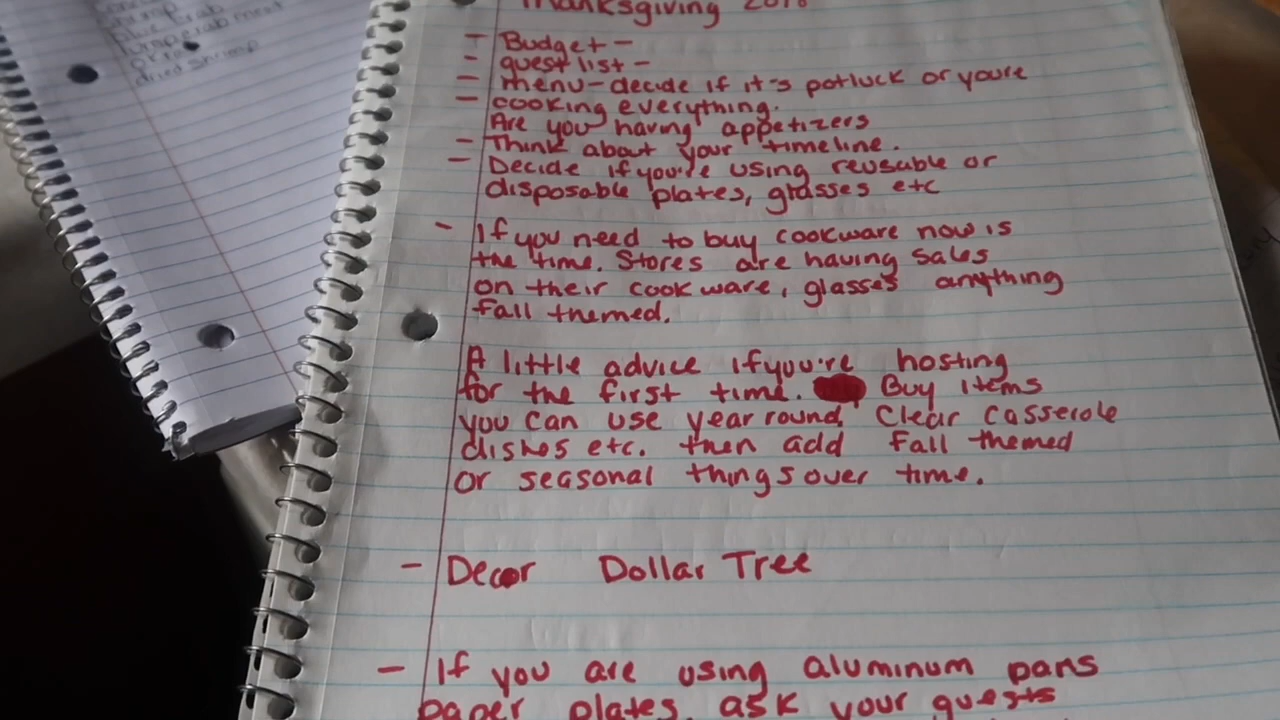 Thanksgiving
- Budget -
- guest list -
- menu - decide if it's potluck or youre
- cooking everything.
Are you having appetizers
- Think about your timeline.
- Decide if you're using reusable or
disposable plates, glasses etc
- If you need to buy cookware now is
the time. Stores are having sales
on their cookware, glasses anything
fall themed.
A little advice if you're hosting
for the first time. Buy items
you can use year round. Clear casserole
dishes etc. then add fall themed
or seasonal things over time.
- Decor Dollar Tree
- If you are using aluminum pans
paper plates, ask your guests
dried shrimp